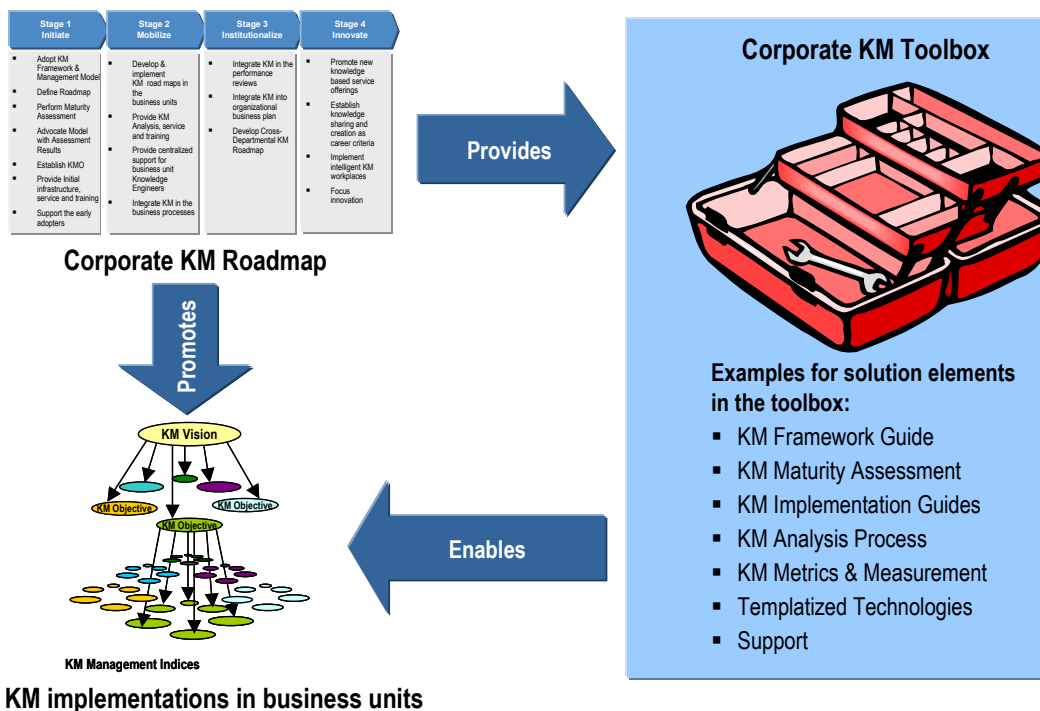 Stage 1
Initiate
▪ Adopt KM
Framework &
Management Model
▪ Define Roadmap
▪ Perform Maturity
Assessment
▪ Advocate Model
with Assessment
Results
▪ Establish KMO
▪ Provide Initial
infrastructure,
service and training
▪ Support the early
adopters
Stage 2
Mobilize
▪ Develop &
implement
KM road maps in
the
business units
▪ Provide KM
Analysis, service
and training
▪ Provide centralized
support for
business unit
Knowledge
Engineers
▪ Integrate KM in the
business processes
Stage 3
Institutionalize
▪ Integrate KM in the
performance
reviews
▪ Integrate KM into
organizational
business plan
▪ Develop Cross-
Departmental KM
Roadmap
Stage 4
Innovate
▪ Promote new
knowledge
based service
offerings
▪ Establish
knowledge
sharing and
creation as
career criteria
▪ Implement
intelligent KM
workplaces
▪ Focus
innovation
Corporate KM Roadmap
Provides
Corporate KM Toolbox
Examples for solution elements
in the toolbox:
▪ KM Framework Guide
▪ KM Maturity Assessment
▪ KM Implementation Guides
▪ KM Analysis Process
▪ KM Metrics & Measurement
▪ Templatized Technologies
▪ Support
Promotes
Enables
KM Vision
KM Objective
KM Objective
KM Objective
KM Management Indices
KM implementations in business units